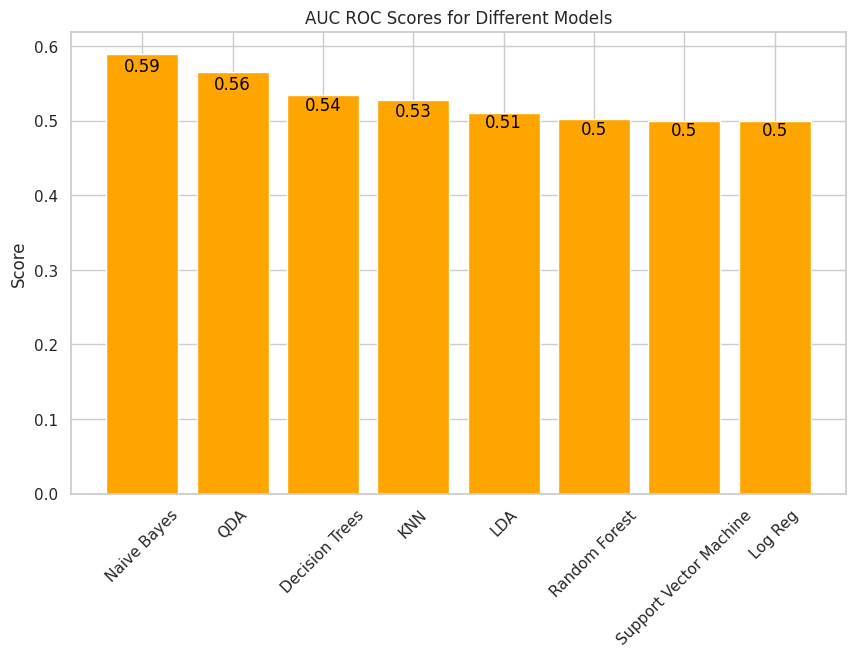 AUC ROC Scores for Different Models
0.6
0.5
0.4
0.3
0.2
0.1
0.0
Score
0.59
0.56
0.54
0.53
0.51
0.5
0.5
0.5
Naive Bayes
QDA
Decision Trees
KNN
LDA
Random Forest
Support Vector Machine
Log Reg